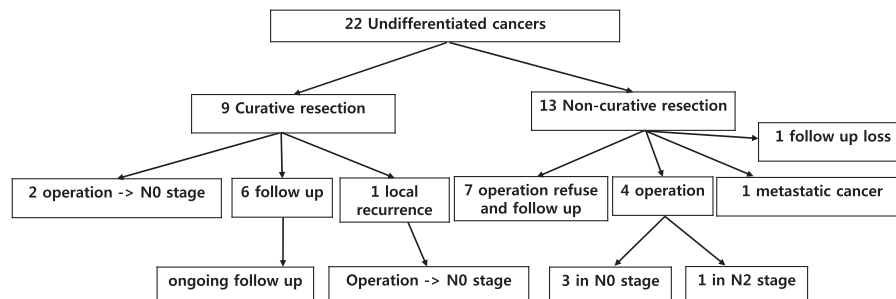 22 Undifferentiated cancers
9 Curative resection
13 Non-curative resection
1 follow up loss
2 operation -> N0 stage
6 follow up
1 local
recurrence
7 operation refuse
and follow up
4 operation
1 metastatic cancer
ongoing follow up
Operation -> N0 stage
3 in N0 stage
1 in N2 stage